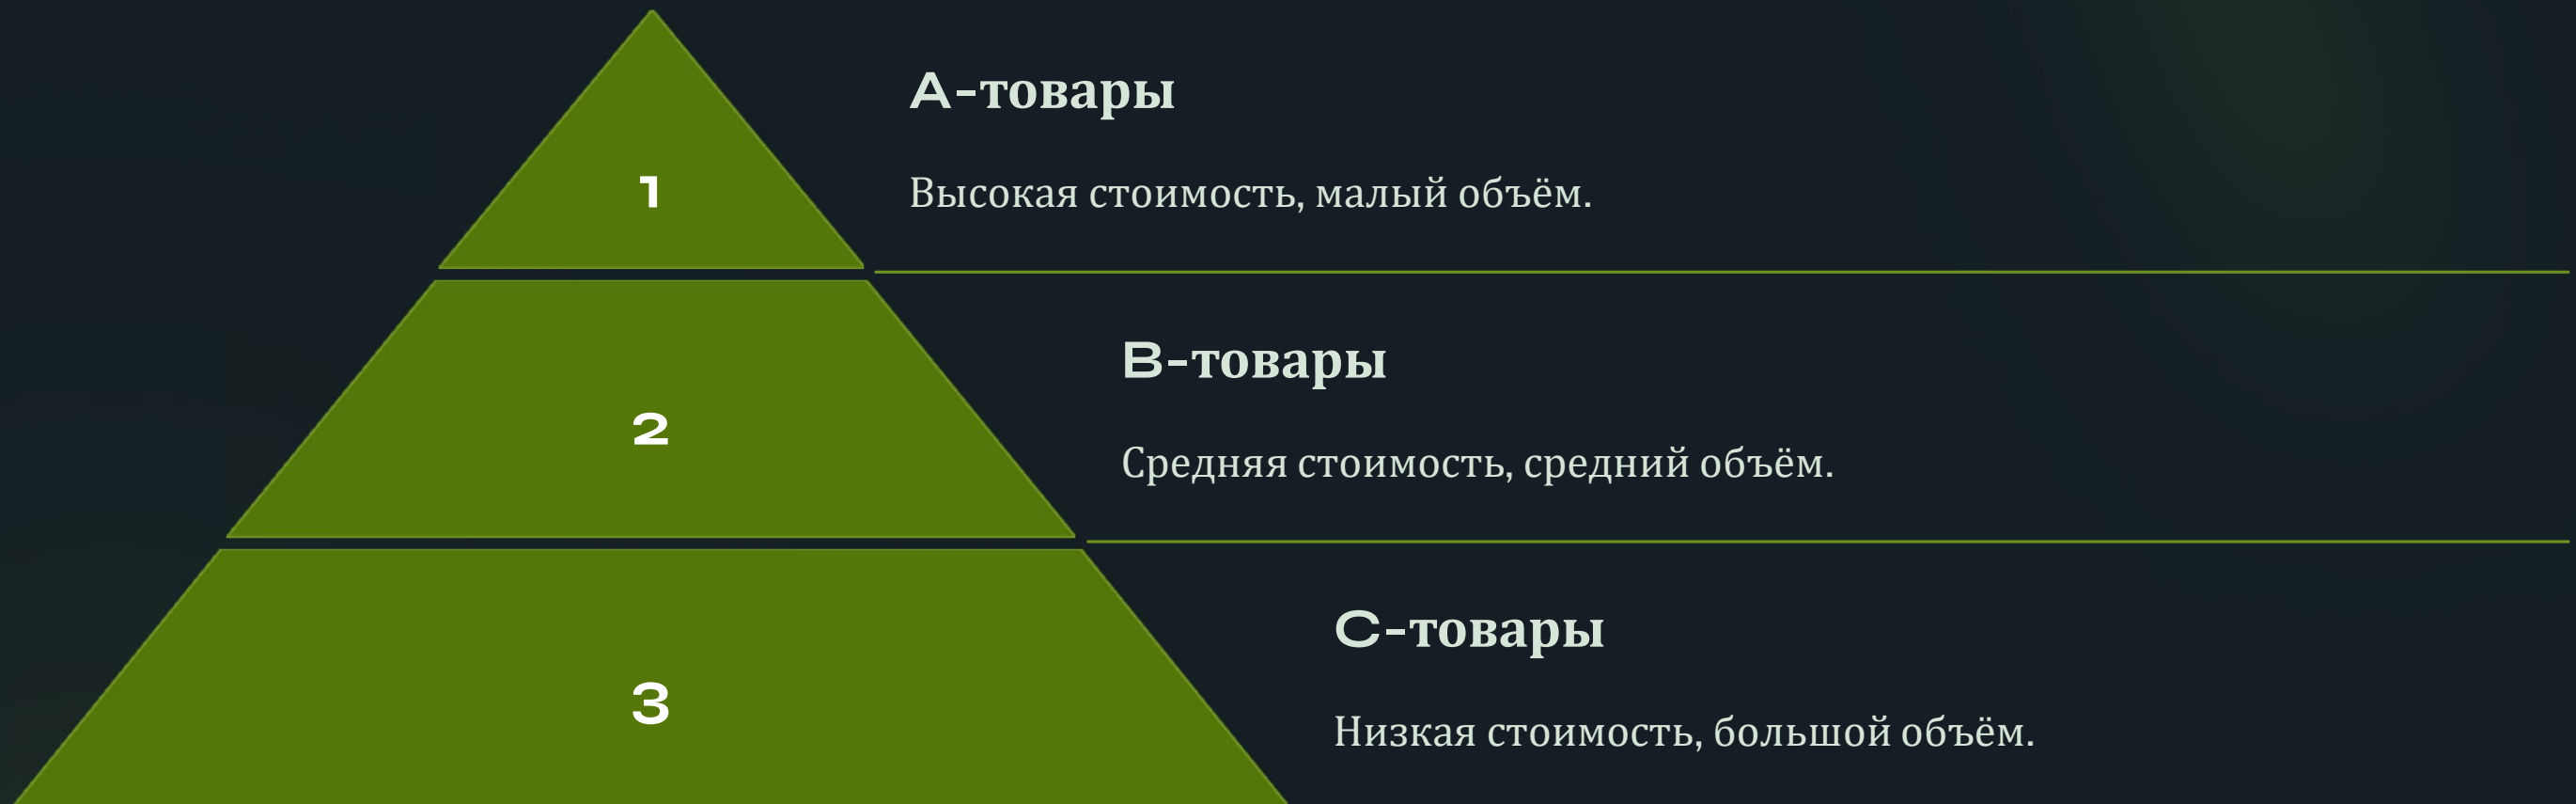 1
A-товары
Высокая стоимость, малый объём.
2
B-товары
Средняя стоимость, средний объём.
3
C-товары
Низкая стоимость, большой объём.